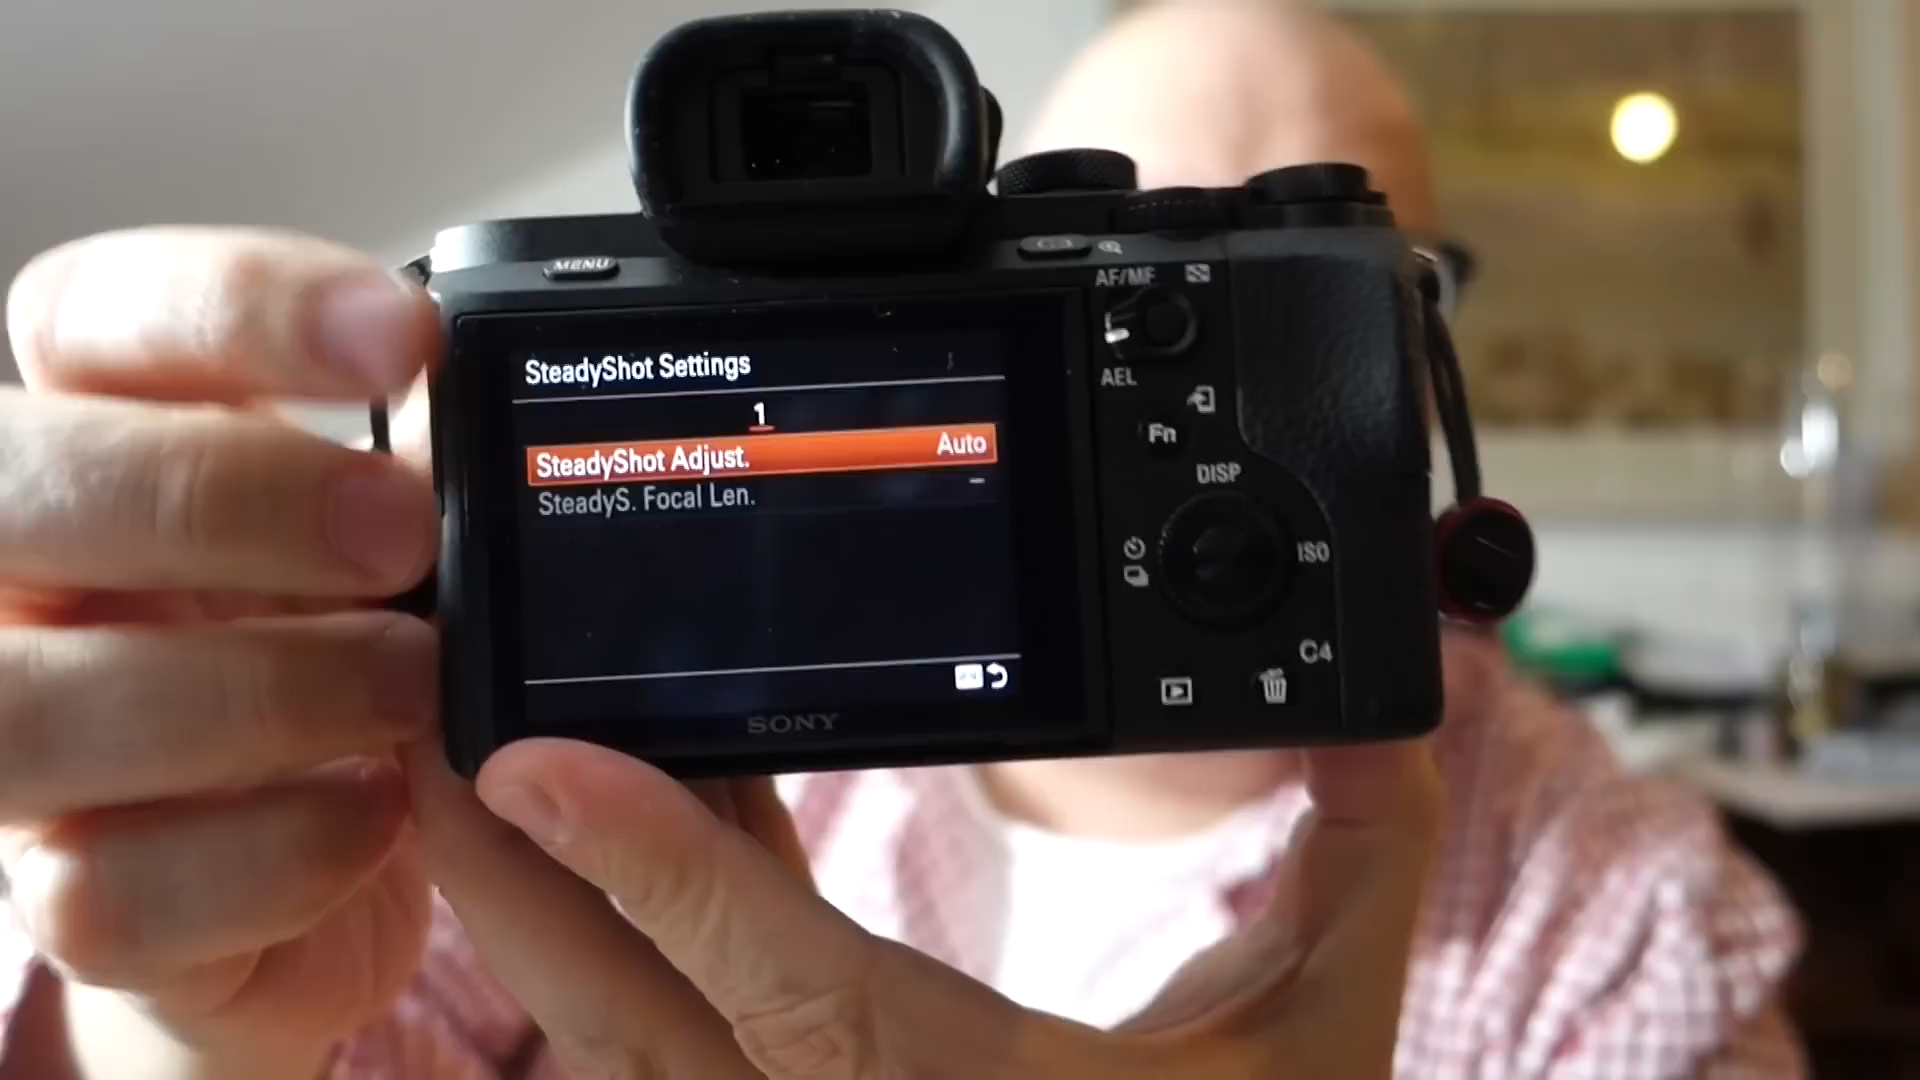 MENU
AF/MF
AEL
SteadyShot Settings
1
SteadyShot Adjust. Auto
SteadyS. Focal Len. –
Fn
DISP
ISO
C4
SONY